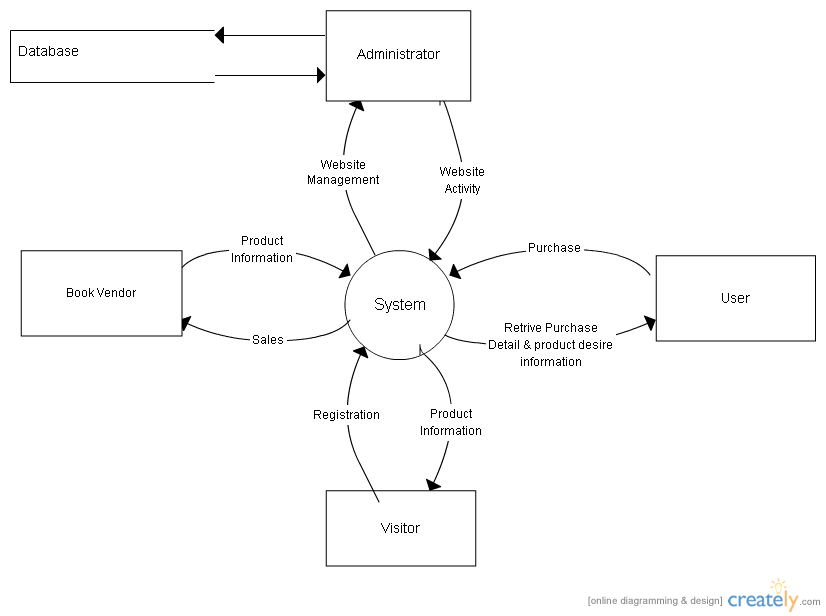 Database
Administrator
Website
Management
Website
Activity
Product
Information
Purchase
Book Vendor
System
User
Sales
Retrive Purchase
Detail & product desire
information
Registration
Product
Information
Visitor
[online diagramming & design] creately.com